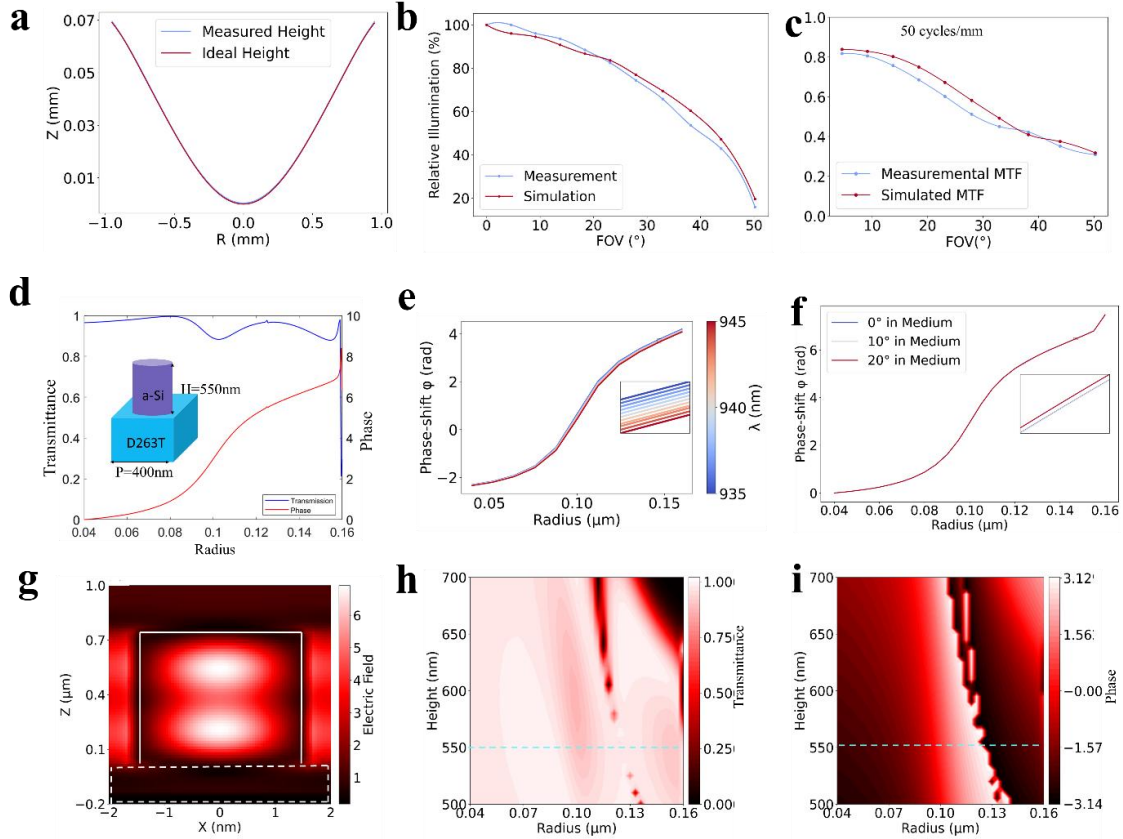 a
0.07
0.05
0.03
0.01
Z (mm)
Measured Height
Ideal Height
−1.0 −0.5 0.0 0.5 1.0
R (mm)
b
100
80
60
40
20
Relative Illumination (%)
Measurement
Simulation
0 10 20 30 40 50
FOV (°)
c
50 cycles/mm
1.0
0.8
0.6
0.4
0.2
0.0
Measuremental MTF
Simulated MTF
10 20 30 40 50
FOV(°)
d
1
0.8
0.6
0.4
0.2
0
Transmittance
a-Si
H=550nm
D263T
P=400nm
10
8
6
4
2
0
Phase
Transmission
Phase
0.04 0.06 0.08 0.1 0.12 0.14 0.16
Radius
e
4
2
0
−2
Phase-shift φ (rad)
0.05 0.10 0.15
Radius (μm)
945
940
935
λ (nm)
f
0° in Medium
10° in Medium
20° in Medium
6
4
2
0
Phase-shift φ (rad)
0.04 0.06 0.08 0.10 0.12 0.14 0.16
Radius (μm)
g
1.0
0.7
0.4
0.1
−0.2
Z (μm)
−2 −1 0 1 2
X (nm)
6
5
4
3
2
1
Electric Field
h
700
650
600
550
500
Height (nm)
0.04 0.07 0.10 0.13 0.16
Radius (μm)
1.00
0.75
0.50
0.25
0.00
Transmittance
i
700
650
600
550
500
Height (nm)
0.04 0.07 0.10 0.13 0.16
Radius (μm)
3.12
1.56
−0.00
−1.57
−3.14
Phase